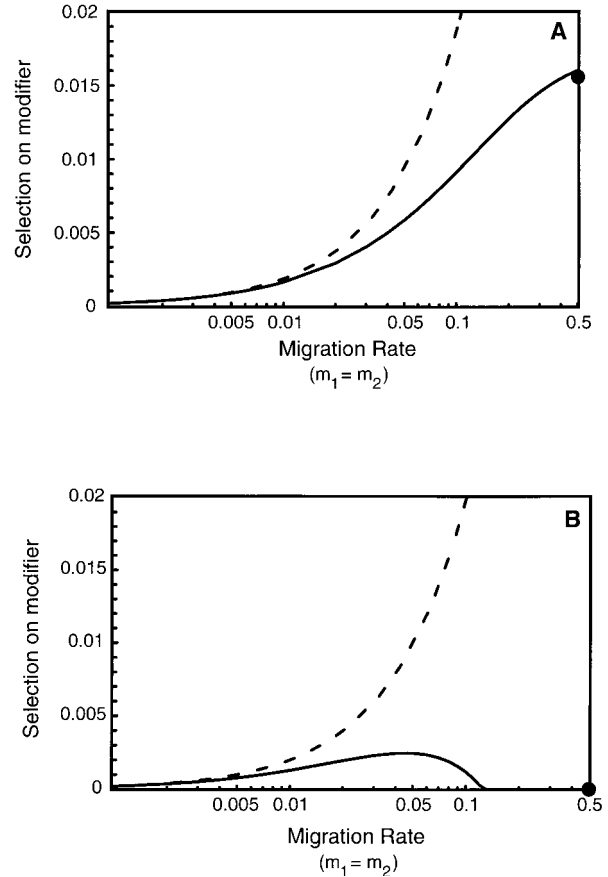 0.02
A
0.015
0.01
0.005
0
Selection on modifier
0.005 0.01 0.05 0.1 0.5
Migration Rate
(m1 = m2)
0.02
B
0.015
0.01
0.005
0
Selection on modifier
0.005 0.01 0.05 0.1 0.5
Migration Rate
(m1 = m2)